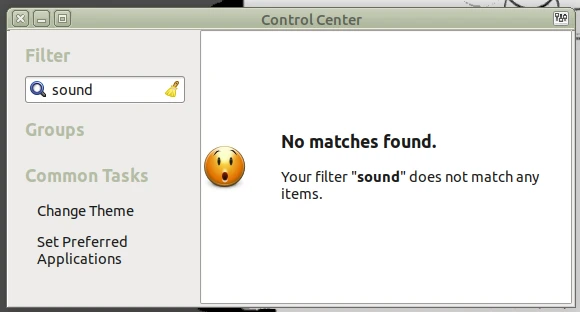 Control Center
Filter
sound
Groups
Common Tasks
Change Theme
Set Preferred
Applications
No matches found.
Your filter "sound" does not match any
items.